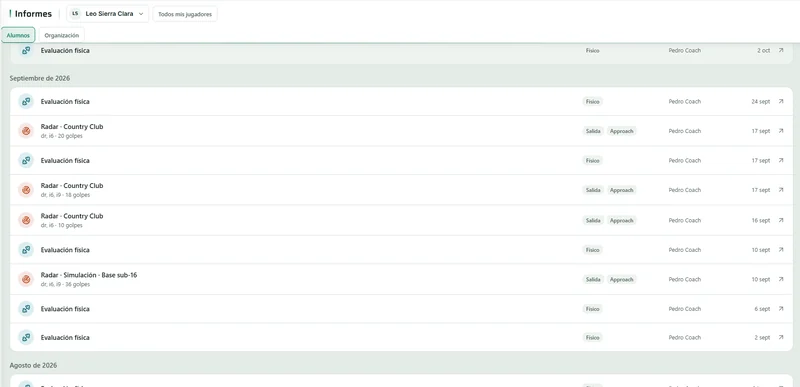 Informes
LS Leo Sierra Clara
Todos mis jugadores
Alumnos Organización
Evaluación física Físico Pedro Coach 2 oct
Septiembre de 2026
Evaluación física Físico Pedro Coach 24 sept
Radar · Country Club Salida Approach Pedro Coach 17 sept
dr, i6 · 20 golpes
Evaluación física Físico Pedro Coach 17 sept
Radar · Country Club Salida Approach Pedro Coach 17 sept
dr, i6, i9 · 18 golpes
Radar · Country Club Salida Approach Pedro Coach 16 sept
dr, i6 · 10 golpes
Evaluación física Físico Pedro Coach 10 sept
Radar · Simulación · Base sub-16 Salida Approach Pedro Coach 10 sept
dr, i6, i9 · 36 golpes
Evaluación física Físico Pedro Coach 6 sept
Evaluación física Físico Pedro Coach 2 sept
Agosto de 2026